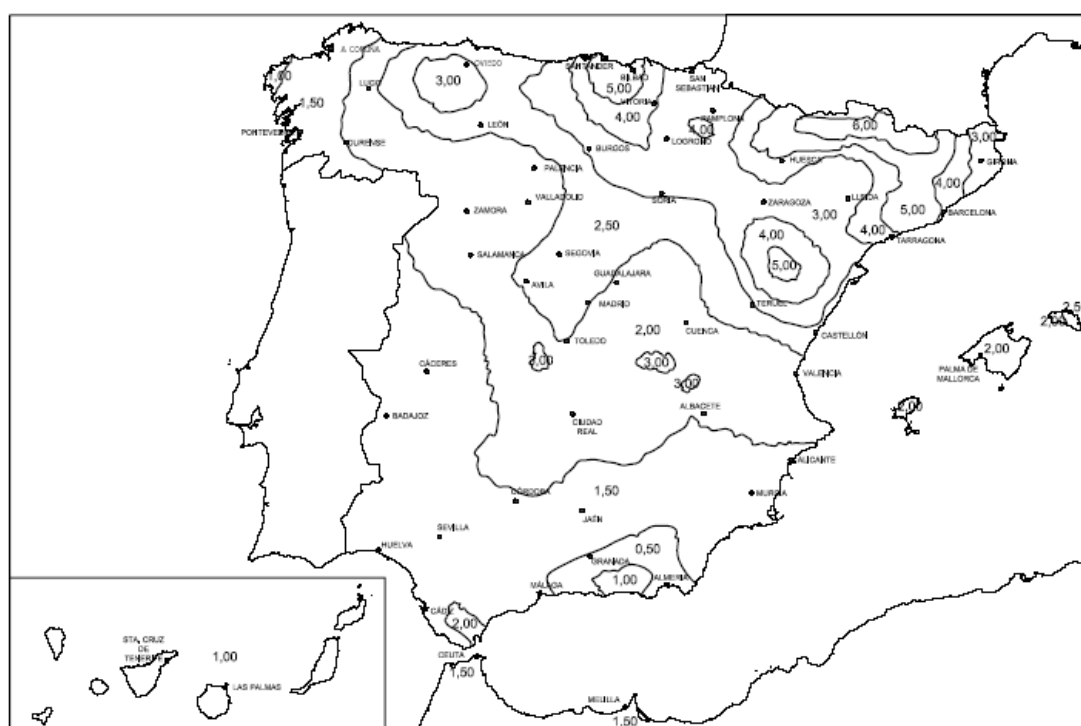 A CORUÑA
OVIEDO
SANTANDER
BILBAO
SAN
SEBASTIAN
1,00
3,00
5,00
LUGO
1,50
VITORIA
PAMPLONA
4,00
4,00
6,00
PONTEVEDRA
LEÓN
LOGROÑO
3,00
OURENSE
BURGOS
HUESCA
GIRONA
PALENCIA
4,00
VALLADOLID
SORIA
ZARAGOZA
LLEIDA
ZAMORA
3,00
5,00
BARCELONA
2,50
4,00
4,00
TARRAGONA
SALAMANCA
SEGOVIA
5,00
GUADALAJARA
AVILA
MADRID
TERUEL
2,00
CUENCA
2,00
TOLEDO
CASTELLÓN
2,00
3,00
CÁCERES
VALENCIA
PALMA DE
MALLORCA
3,00
BADAJOZ
CIUDAD
REAL
ALBACETE
2,00
ALICANTE
CÓRDOBA
1,50
MURCIA
JAÉN
SEVILLA
HUELVA
GRANADA
0,50
MÁLAGA
1,00
ALMERIA
CÁDIZ
2,00
STA. CRUZ
DE
TENERIFE
1,00
CEUTA
1,50
LAS PALMAS
MELILLA
1,50